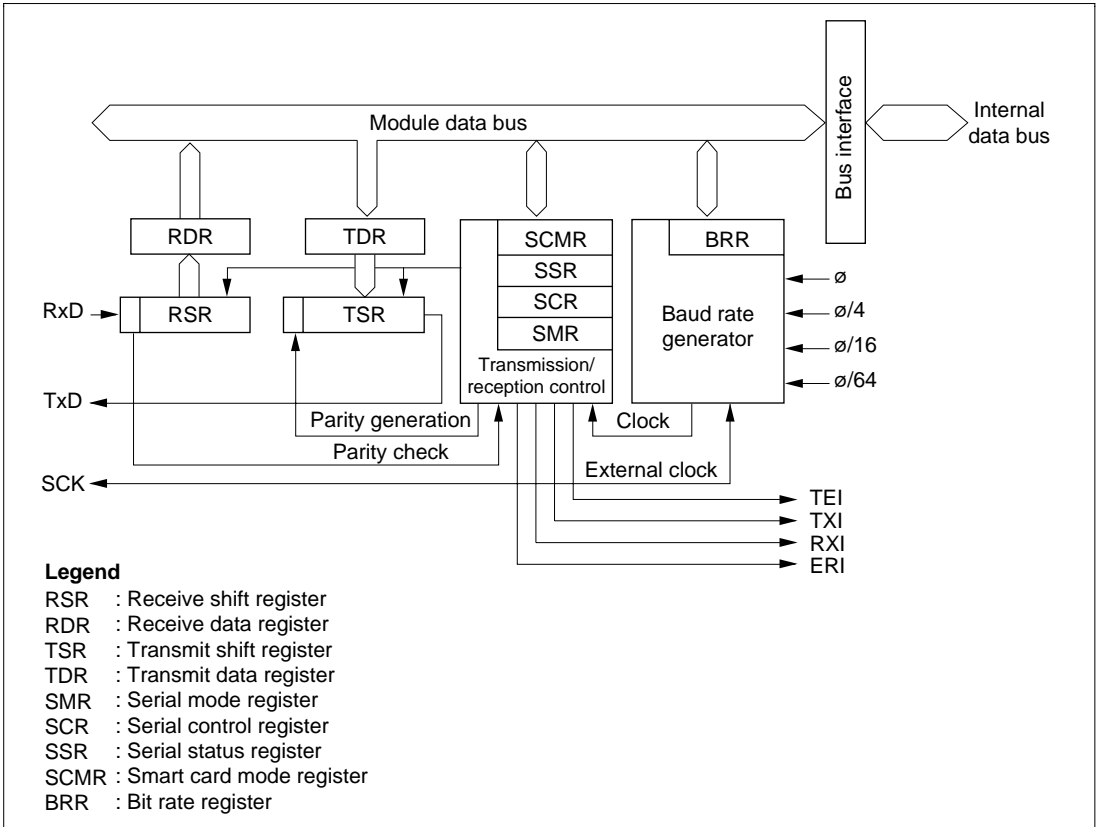 Module data bus
Bus interface
Internal
data bus
RDR
TDR
SCMR
SSR
SCR
SMR
Transmission/
reception control
BRR
Baud rate
generator
ø
ø/4
ø/16
ø/64
RxD
RSR
TSR
TxD
Parity generation
Parity check
Clock
External clock
SCK
TEI
TXI
RXI
ERI
Legend
RSR : Receive shift register
RDR : Receive data register
TSR : Transmit shift register
TDR : Transmit data register
SMR : Serial mode register
SCR : Serial control register
SSR : Serial status register
SCMR : Smart card mode register
BRR : Bit rate register